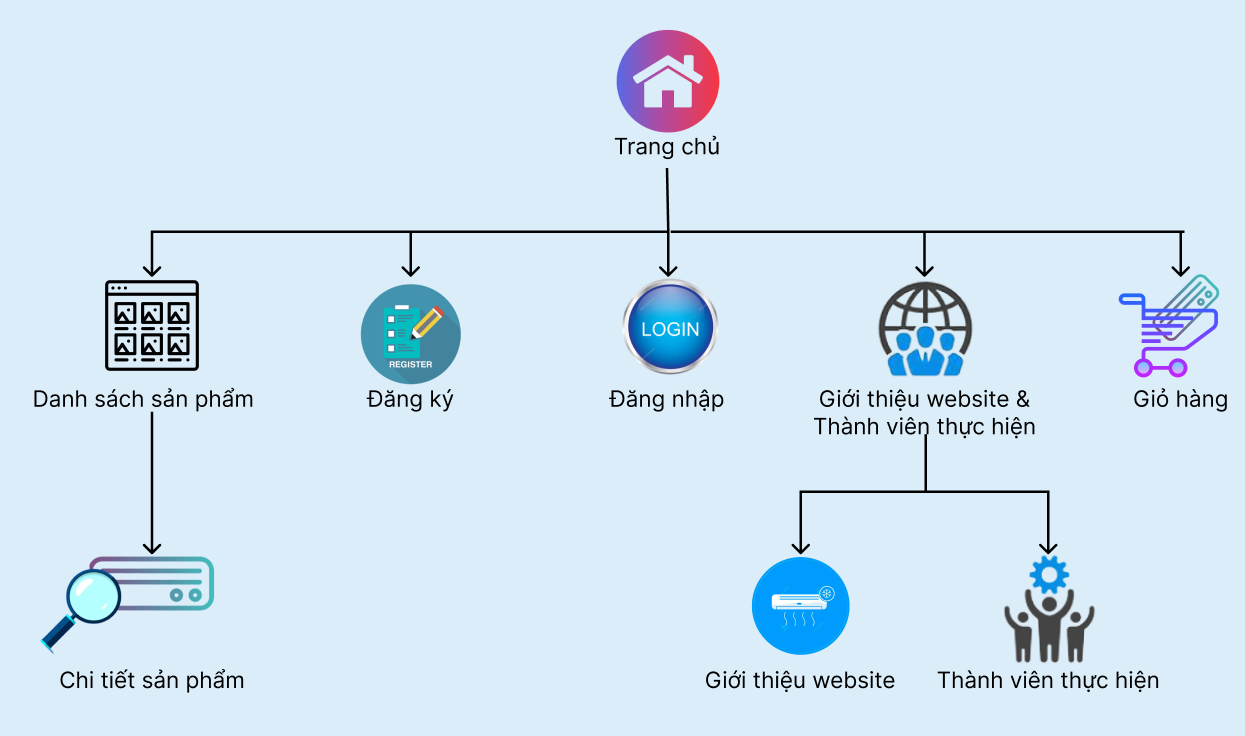 Trang chủ
REGISTER
LOGIN
Danh sách sản phẩm
Đăng ký
Đăng nhập
Giới thiệu website &
Thành viên thực hiện
Giỏ hàng
Chi tiết sản phẩm
Giới thiệu website
Thành viên thực hiện